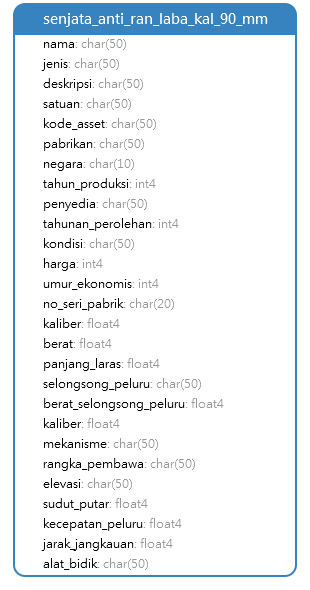 senjata_anti_ran_laba_kal_90_mm
nama: char(50)
jenis: char(50)
deskripsi: char(50)
satuan: char(50)
kode_asset: char(50)
pabrikan: char(50)
negara: char(10)
tahun_produksi: int4
penyedia: char(50)
tahunan_perolehan: int4
kondisi: char(50)
harga: int4
umur_ekonomis: int4
no_seri_pabrik: char(20)
kaliber: float4
berat: float4
panjang_laras: float4
selongsong_peluru: char(50)
berat_selongsong_peluru: float4
kaliber: float4
mekanisme: char(50)
rangka_pembawa: char(50)
elevasi: char(50)
sudut_putar: float4
kecepatan_peluru: float4
jarak_jangkauan: float4
alat_bidik: char(50)